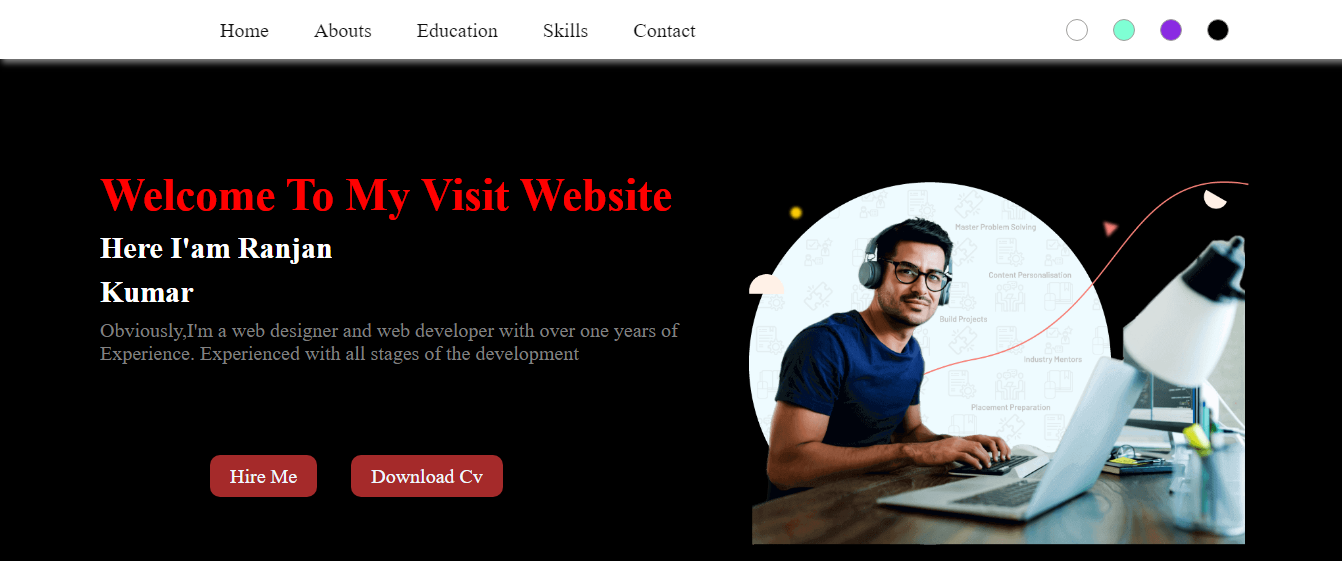 Home Abouts Education Skills Contact
Welcome To My Visit Website
Here I'am Ranjan
Kumar
Obviously,I'm a web designer and web developer with over one years of
Experience. Experienced with all stages of the development
Hire Me Download Cv
Master Problem Solving
Content Personalisation
Build Projects
Industry Mentors
Placement Preparation